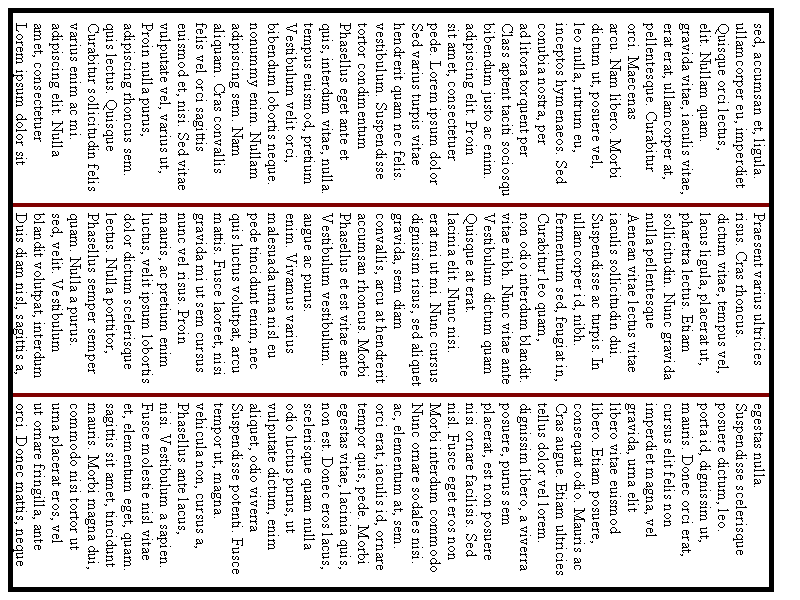 Lorem ipsum dolor sit
amet, consectetuer
adipiscing elit. Nulla
varius enim ac mi.
Curabitur sollicitudin felis
quis lectus. Quisque
adipiscing rhoncus sem.
Proin nulla purus,
vulputate vel, varius ut,
euismod et, nisi. Sed vitae
felis vel orci sagittis
aliquam. Cras convallis
adipiscing sem. Nam
nonummy enim. Nullam
bibendum lobortis neque.
Vestibulum velit orci,
tempus euismod, pretium
quis, interdum vitae, nulla.
Phasellus eget ante et
tortor condimentum
vestibulum. Suspendisse
hendrerit quam nec felis.
Sed varius turpis vitae
pede. Lorem ipsum dolor
sit amet, consectetuer
adipiscing elit. Proin
bibendum justo ac enim.
Class aptent taciti sociosqu
ad litora torquent per
conubia nostra, per
inceptos hymenaeos. Sed
leo nulla, rutrum eu,
dictum ut, posuere vel,
arcu. Nam libero. Morbi
orci. Maecenas
pellentesque. Curabitur
erat erat, ullamcorper at,
gravida vitae, iaculis vitae,
elit. Nullam quam.
Quisque orci lectus,
ullamcorper eu, imperdiet
sed, accumsan et, ligula.
Duis diam nisl, sagittis a,
blandit volutpat, interdum
sed, velit. Vestibulum
quam. Nulla a purus.
Phasellus semper semper
lectus. Nulla porttitor,
dolor dictum scelerisque
luctus, velit ipsum lobortis
mauris, ac pretium enim
nunc vel risus. Proin
gravida mi ut sem cursus
mattis. Fusce laoreet, nisi
quis luctus volutpat, arcu
pede tincidunt enim, nec
malesuada urna nisl eu
enim. Vivamus varius
augue ac purus.
Vestibulum vestibulum.
Phasellus et est vitae ante
accumsan rhoncus. Morbi
convallis, arcu at hendrerit
gravida, sem diam
dignissim risus, sed aliquet
erat mi ut mi. Nunc cursus
lacinia elit. Nunc nisi.
Quisque at erat.
Vestibulum dictum quam
vitae nibh. Nunc vitae ante
non odio interdum blandit.
Curabitur leo quam,
fermentum sed, feugiat in,
ullamcorper id, nibh.
Suspendisse ac turpis. In
iaculis sollicitudin dui.
Aenean vitae lectus vitae
nulla pellentesque
sollicitudin. Nunc gravida
pharetra lectus. Etiam
lacus ligula, placerat ut,
dictum vitae, tempus vel,
risus. Cras rhoncus.
Praesent varius ultricies
orci. Donec mattis, neque
ut ornare fringilla, ante
urna placerat eros, vel
commodo nisi tortor ut
mauris. Morbi magna dui,
sagittis sit amet, tincidunt
et, elementum eget, quam.
Fusce molestie nisl vitae
nisi. Vestibulum a sapien.
Phasellus ante lacus,
vehicula non, cursus a,
tempor ut, magna.
Suspendisse potenti. Fusce
aliquet, odio viverra
vulputate dictum, enim
odio luctus purus, ut
scelerisque quam nulla
non est. Donec eros lacus,
egestas vitae, lacinia quis,
tempor quis, pede. Morbi
orci erat, iaculis id, ornare
ac, elementum at, sem.
Nunc ornare sodales nisi.
Morbi interdum commodo
nisl. Fusce eget eros non
nisi ornare facilisis. Sed
placerat, est non posuere
posuere, purus sem
dignissim libero, a viverra
tellus dolor vel lorem.
Cras augue. Etiam ultricies
consequat odio. Mauris ac
libero. Etiam posuere,
libero vitae euismod
gravida, urna elit
imperdiet magna, vel
cursus elit felis non
mauris. Donec orci erat,
porta id, dignissim ut,
posuere dictum, leo.
Suspendisse scelerisque
egestas nulla